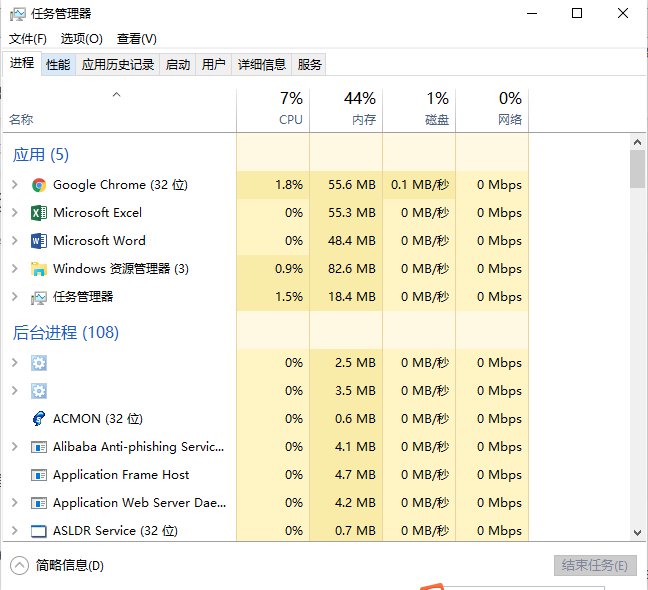 任务管理器
文件(F) 选项(O) 查看(V)
进程 性能 应用历史记录 启动 用户 详细信息 服务
7% 44% 1% 0%
名称 CPU 内存 磁盘 网络
应用 (5)
Google Chrome (32 位) 1.8% 55.6 MB 0.1 MB/秒 0 Mbps
Microsoft Excel 0% 55.3 MB 0 MB/秒 0 Mbps
Microsoft Word 0% 48.4 MB 0 MB/秒 0 Mbps
Windows 资源管理器 (3) 0.9% 82.6 MB 0 MB/秒 0 Mbps
任务管理器 1.5% 18.4 MB 0 MB/秒 0 Mbps
后台进程 (108)
0% 2.5 MB 0 MB/秒 0 Mbps
0% 3.5 MB 0 MB/秒 0 Mbps
ACMON (32 位) 0% 0.6 MB 0 MB/秒 0 Mbps
Alibaba Anti-phishing Servic... 0% 4.1 MB 0 MB/秒 0 Mbps
Application Frame Host 0% 4.7 MB 0 MB/秒 0 Mbps
Application Web Server Dae... 0% 4.2 MB 0 MB/秒 0 Mbps
ASLDR Service (32 位) 0% 0.7 MB 0 MB/秒 0 Mbps
简略信息(D) 结束任务(E)